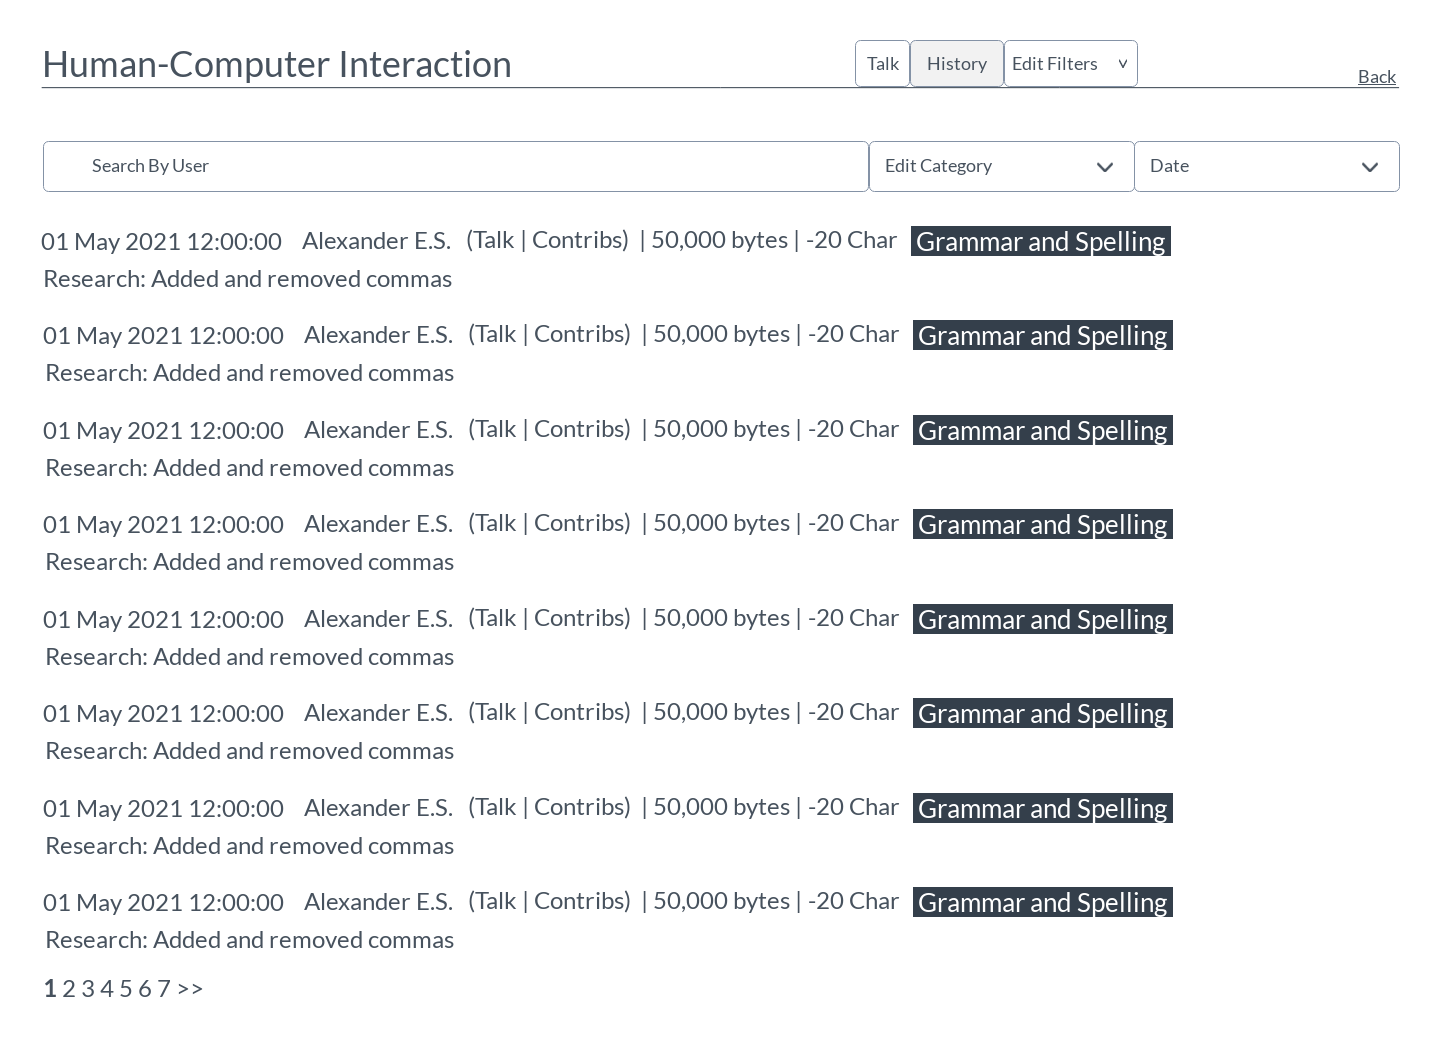 Human-Computer Interaction Talk History Edit Filters Back
Search By User Edit Category Date
01 May 2021 12:00:00 Alexander E.S. (Talk | Contribs) | 50,000 bytes | -20 Char Grammar and Spelling
Research: Added and removed commas
01 May 2021 12:00:00 Alexander E.S. (Talk | Contribs) | 50,000 bytes | -20 Char Grammar and Spelling
Research: Added and removed commas
01 May 2021 12:00:00 Alexander E.S. (Talk | Contribs) | 50,000 bytes | -20 Char Grammar and Spelling
Research: Added and removed commas
01 May 2021 12:00:00 Alexander E.S. (Talk | Contribs) | 50,000 bytes | -20 Char Grammar and Spelling
Research: Added and removed commas
01 May 2021 12:00:00 Alexander E.S. (Talk | Contribs) | 50,000 bytes | -20 Char Grammar and Spelling
Research: Added and removed commas
01 May 2021 12:00:00 Alexander E.S. (Talk | Contribs) | 50,000 bytes | -20 Char Grammar and Spelling
Research: Added and removed commas
01 May 2021 12:00:00 Alexander E.S. (Talk | Contribs) | 50,000 bytes | -20 Char Grammar and Spelling
Research: Added and removed commas
01 May 2021 12:00:00 Alexander E.S. (Talk | Contribs) | 50,000 bytes | -20 Char Grammar and Spelling
Research: Added and removed commas
1 2 3 4 5 6 7 >>